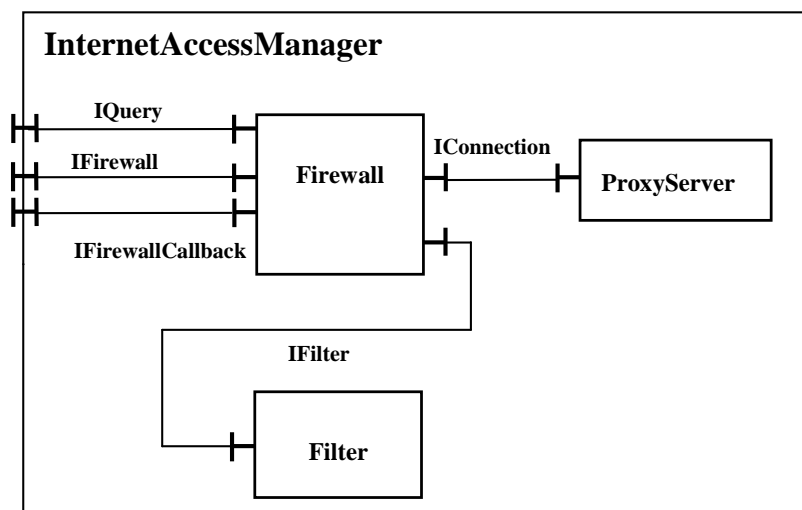 InternetAccessManager
IQuery
IFirewall
IFirewallCallback
Firewall
IConnection
ProxyServer
IFilter
Filter